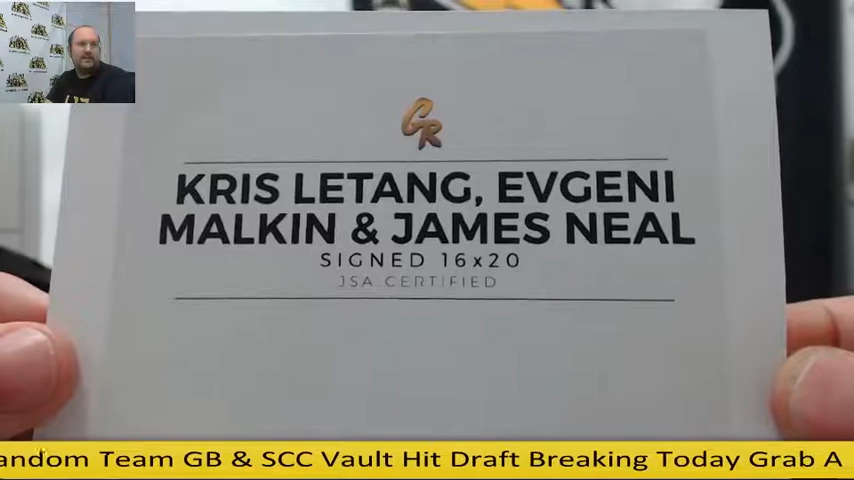 GR
KRIS LETANG, EVGENI
MALKIN & JAMES NEAL
SIGNED 16x20
JSA CERTIFIED
andom Team GB & SCC Vault Hit Draft Breaking Today Grab A